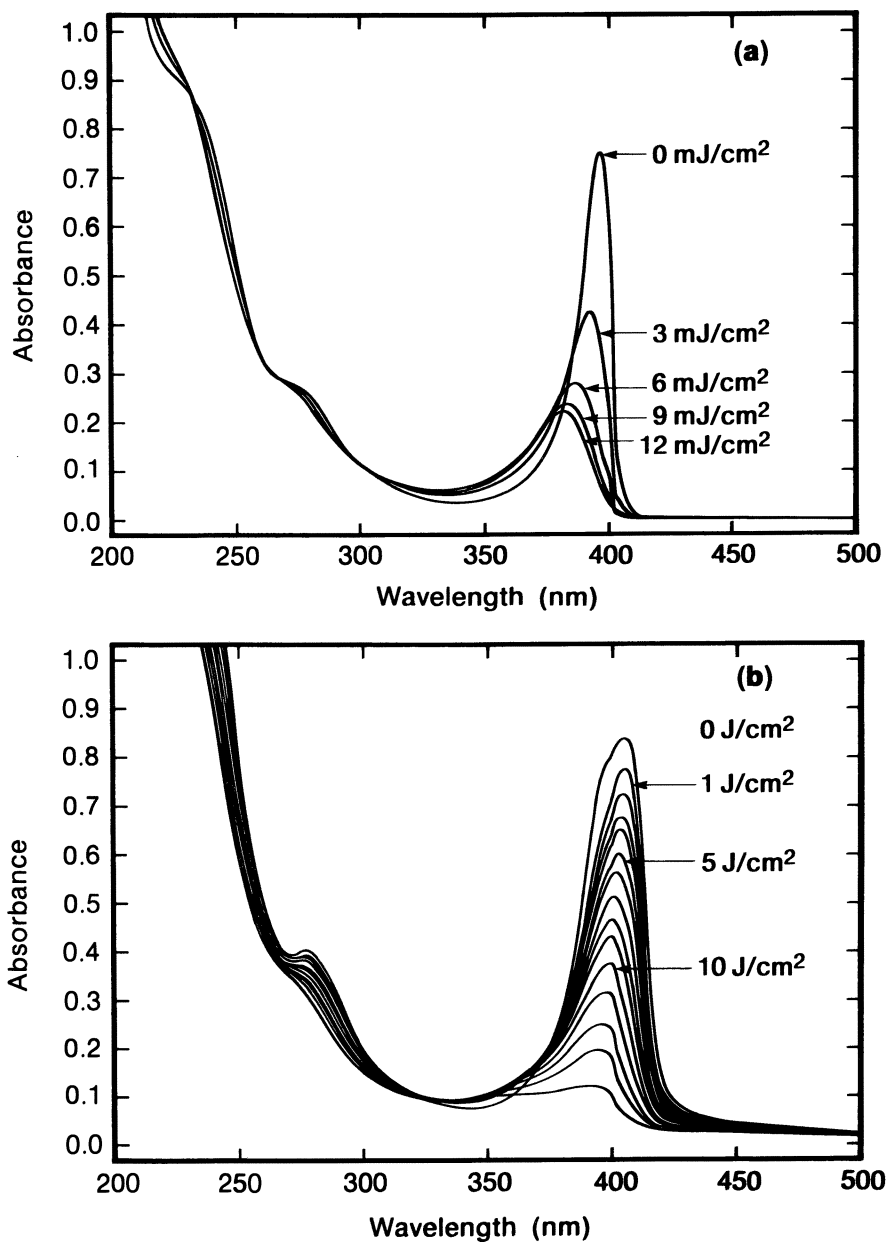 (a)
1.0
0.9
0.8
0.7
0.6
0.5
0.4
0.3
0.2
0.1
0.0
Absorbance
0 mJ/cm²
3 mJ/cm²
6 mJ/cm²
9 mJ/cm²
12 mJ/cm²
200 250 300 350 400 450 500
Wavelength (nm)
(b)
1.0
0.9
0.8
0.7
0.6
0.5
0.4
0.3
0.2
0.1
0.0
Absorbance
0 J/cm²
1 J/cm²
5 J/cm²
10 J/cm²
200 250 300 350 400 450 500
Wavelength (nm)